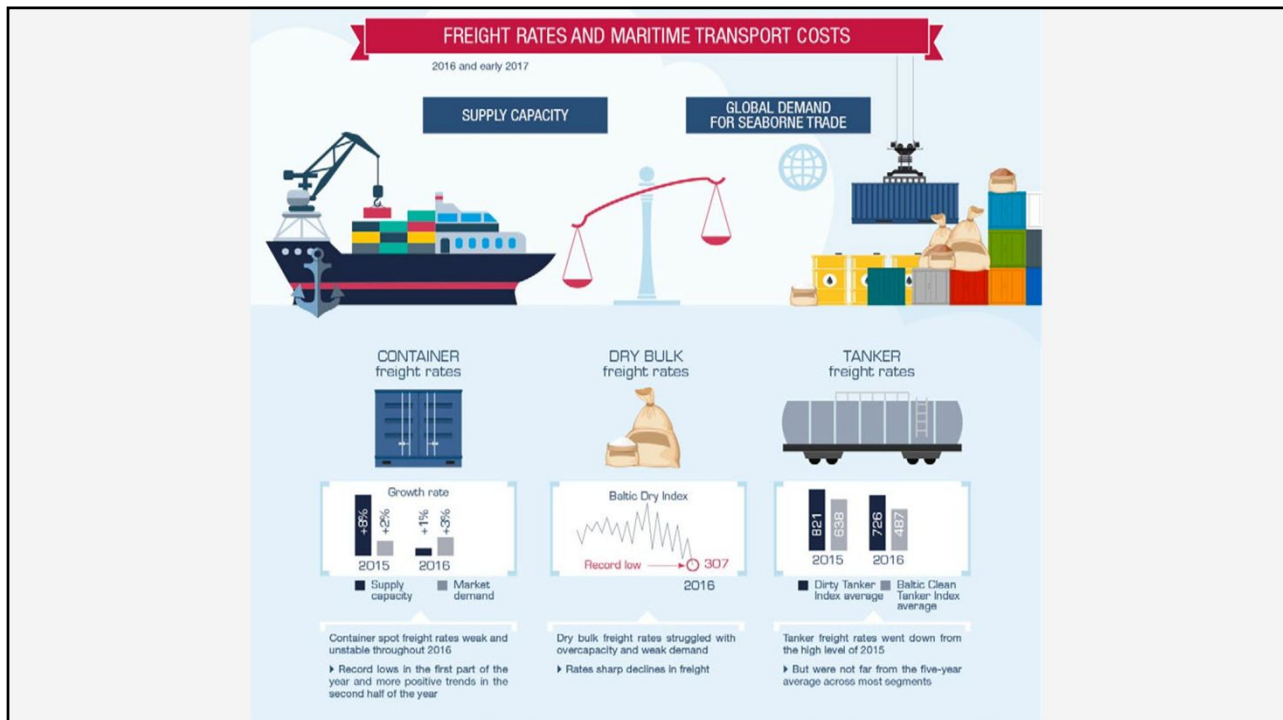 FREIGHT RATES AND MARITIME TRANSPORT COSTS
2016 and early 2017
SUPPLY CAPACITY
GLOBAL DEMAND
FOR SEABORNE TRADE
CONTAINER
freight rates
Growth rate
+8%
+2%
+1%
+3%
2015
2016
Supply
capacity
Market
demand
Container spot freight rates weak and
unstable throughout 2016
Record lows in the first part of the
year and more positive trends in the
second half of the year
DRY BULK
freight rates
Baltic Dry Index
Record low
307
2016
Dry bulk freight rates struggled with
overcapacity and weak demand
Rates sharp declines in freight
TANKER
freight rates
821
638
726
487
2015
2016
Dirty Tanker
Index average
Baltic Clean
Tanker Index
average
Tanker freight rates went down from
the high level of 2015
But were not far from the five-year
average across most segments